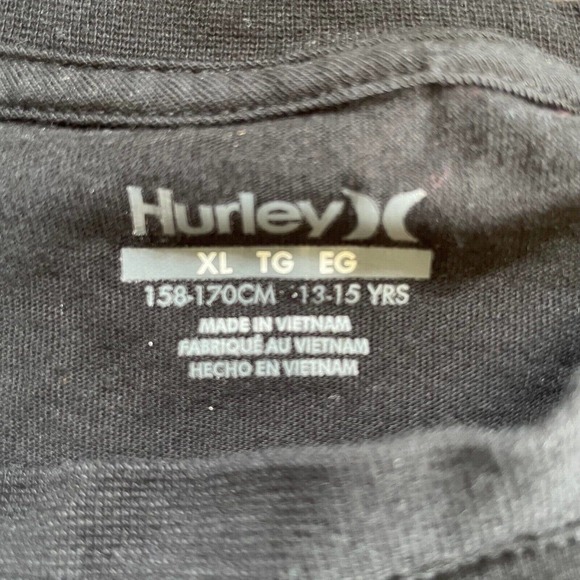 Hurley
XL TG EG
158-170CM ·13-15 YRS
MADE IN VIETNAM
FABRIQUÉ AU VIETNAM
HECHO EN VIETNAM